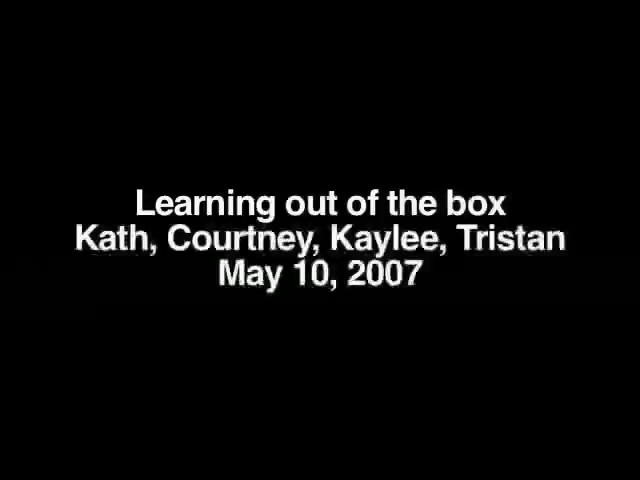 Learning out of the box
Kath, Courtney, Kaylee, Tristan
May 10, 2007